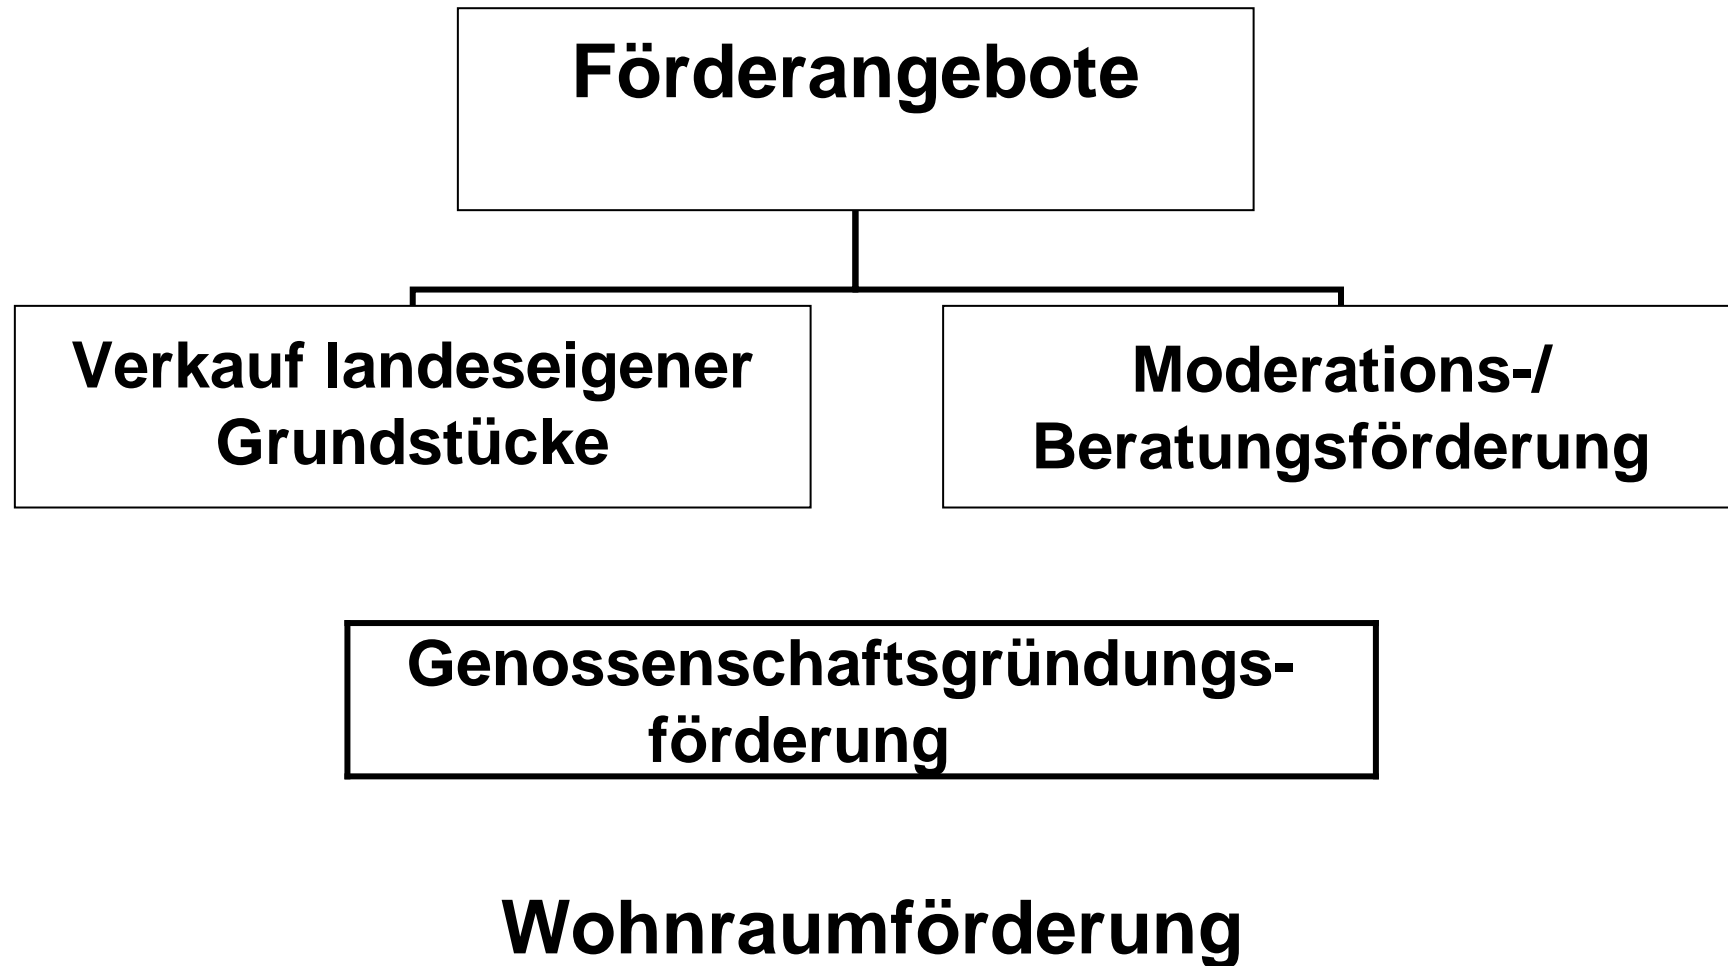 Förderangebote
Verkauf landeseigener
Grundstücke
Moderations-/
Beratungsförderung
Genossenschaftsgründungs-
förderung
Wohnraumförderung